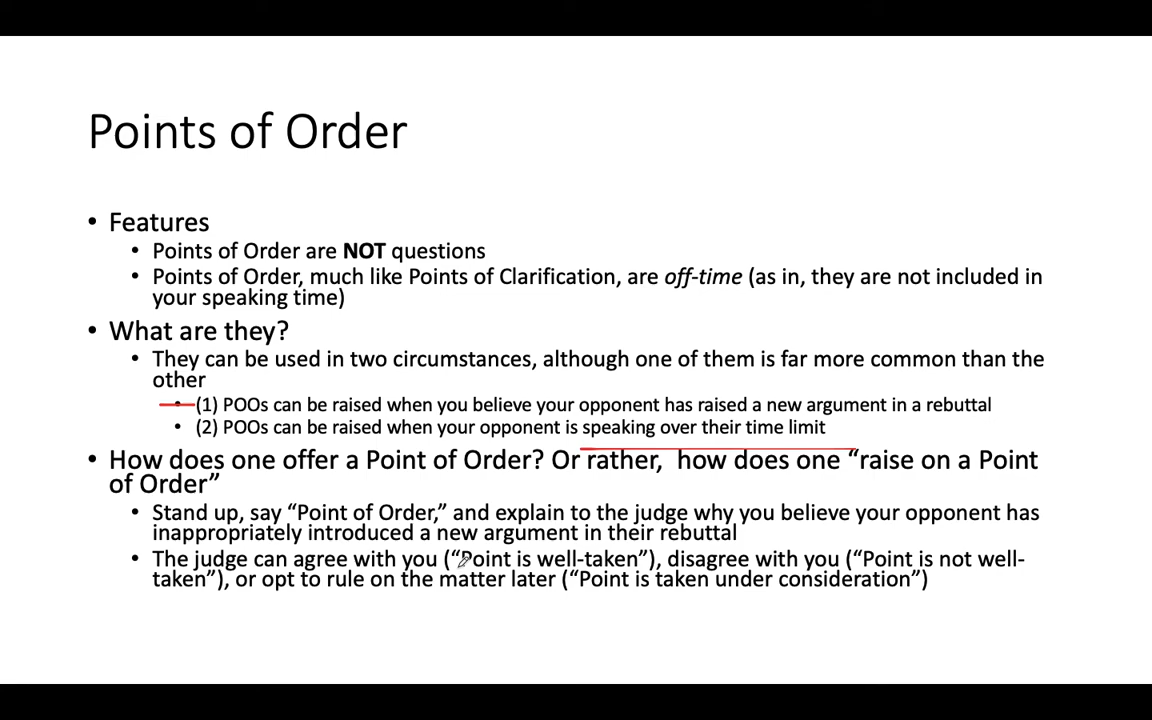 Points of Order
• Features
• Points of Order are NOT questions
• Points of Order, much like Points of Clarification, are off-time (as in, they are not included in
your speaking time)
• What are they?
• They can be used in two circumstances, although one of them is far more common than the
other
• (1) POOs can be raised when you believe your opponent has raised a new argument in a rebuttal
• (2) POOs can be raised when your opponent is speaking over their time limit
• How does one offer a Point of Order? Or rather,  how does one “raise on a Point
of Order”
• Stand up, say “Point of Order,” and explain to the judge why you believe your opponent has
inappropriately introduced a new argument in their rebuttal
• The judge can agree with you (“Point is well-taken”), disagree with you (“Point is not well-
taken”), or opt to rule on the matter later (“Point is taken under consideration”)